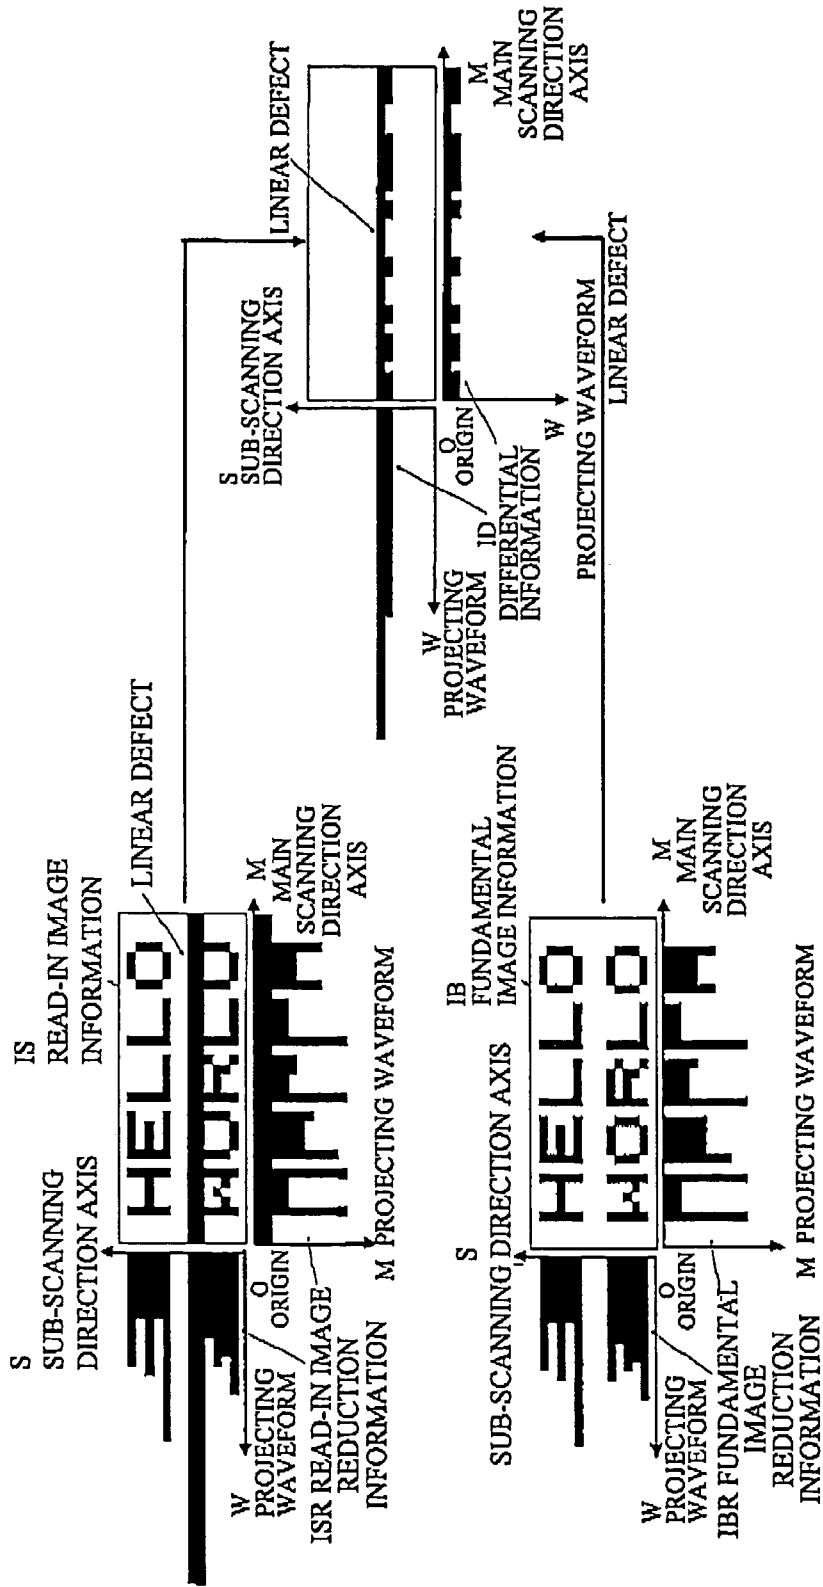 S
SUB-SCANNING
DIRECTION AXIS
IS
READ-IN IMAGE
INFORMATION
LINEAR DEFECT
HELLO
WORLD
M
MAIN
SCANNING
DIRECTION
AXIS
O
ORIGIN
W
PROJECTING
WAVEFORM
ISR READ-IN IMAGE
REDUCTION
INFORMATION
M PROJECTING WAVEFORM
S
SUB-SCANNING DIRECTION AXIS
IB
FUNDAMENTAL
IMAGE INFORMATION
HELLO
WORLO
M
MAIN
SCANNING
DIRECTION
AXIS
O
ORIGIN
W
PROJECTING
WAVEFORM
IBR FUNDAMENTAL
IMAGE
REDUCTION
INFORMATION
M PROJECTING WAVEFORM
S
SUB-SCANNING
DIRECTION AXIS
LINEAR DEFECT
M
MAIN
SCANNING
DIRECTION
AXIS
O
ORIGIN
W
PROJECTING
WAVEFORM
ID
DIFFERENTIAL
INFORMATION
W
PROJECTING WAVEFORM
LINEAR DEFECT